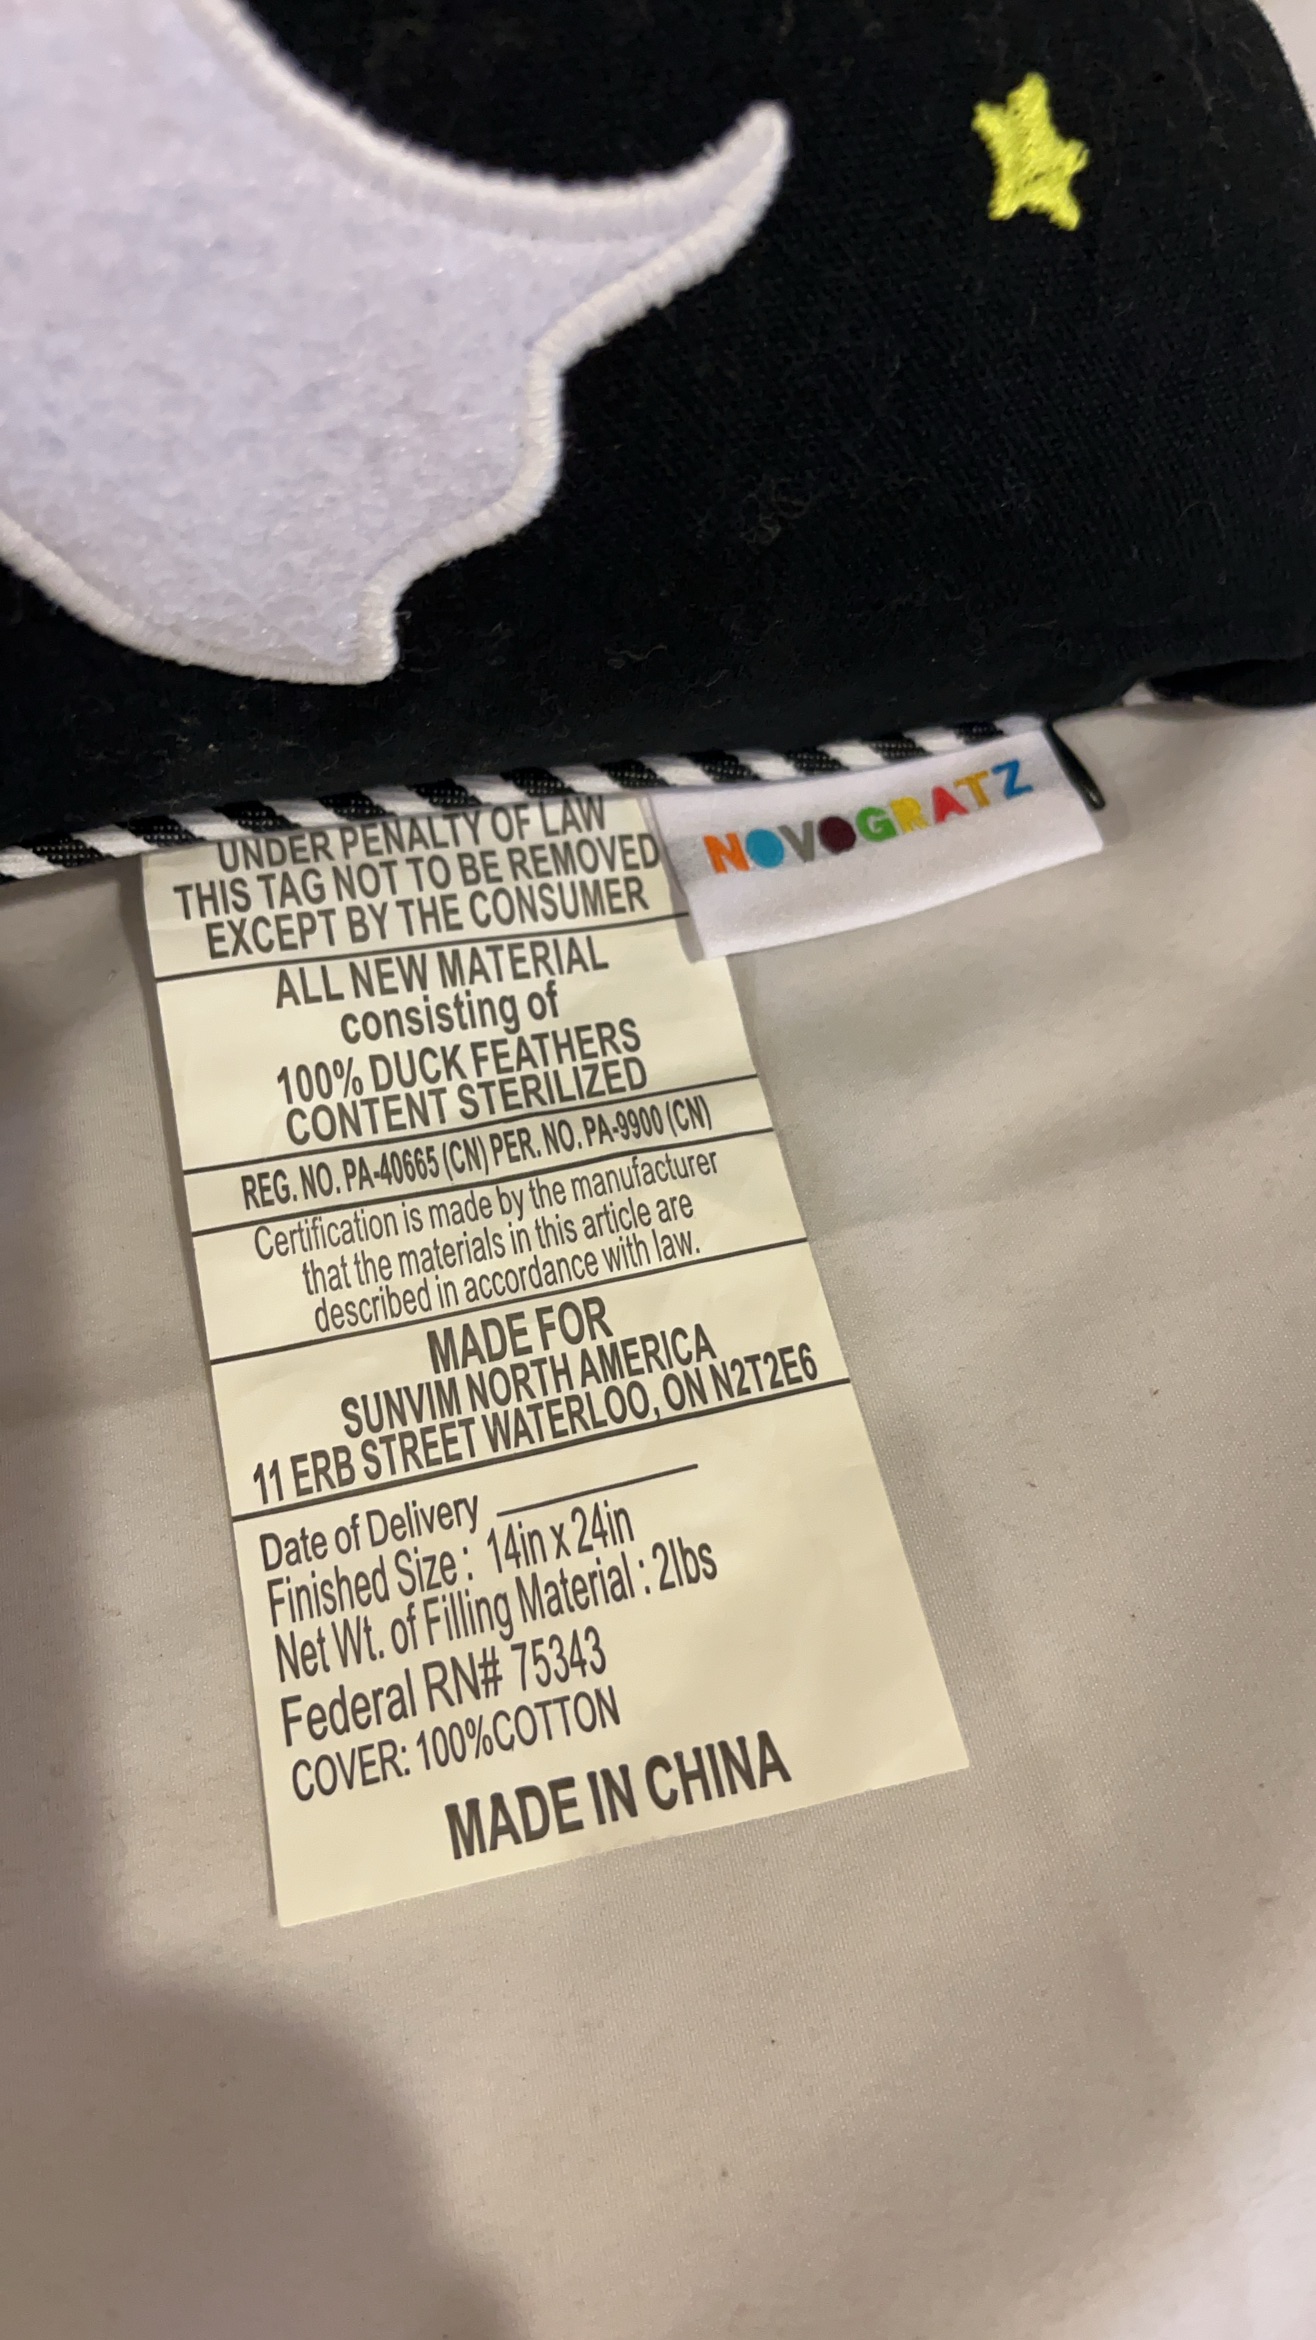 UNDER PENALTY OF LAW
THIS TAG NOT TO BE REMOVED
EXCEPT BY THE CONSUMER
NOVOGRATZ
ALL NEW MATERIAL
consisting of
100% DUCK FEATHERS
CONTENT STERILIZED
REG. NO. PA-40665 (CN) PER. NO. PA-9900 (CN)
Certification is made by the manufacturer
that the materials in this article are
described in accordance with law.
MADE FOR
SUNVIM NORTH AMERICA
11 ERB STREET WATERLOO, ON N2T2E6
Date of Delivery
Finished Size : 14in x 24in
Net Wt. of Filling Material : 2lbs
Federal RN# 75343
COVER: 100%COTTON
MADE IN CHINA